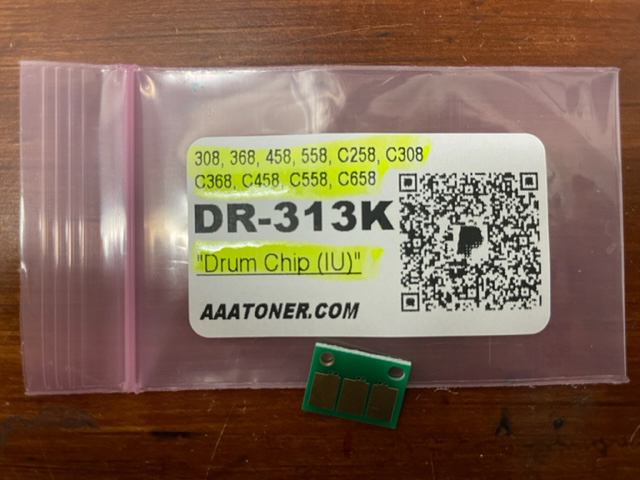 308, 368, 458, 558, C258, C308
C368, C458, C558, C658
DR-313K
"Drum Chip (IU)"
AAATONER.COM